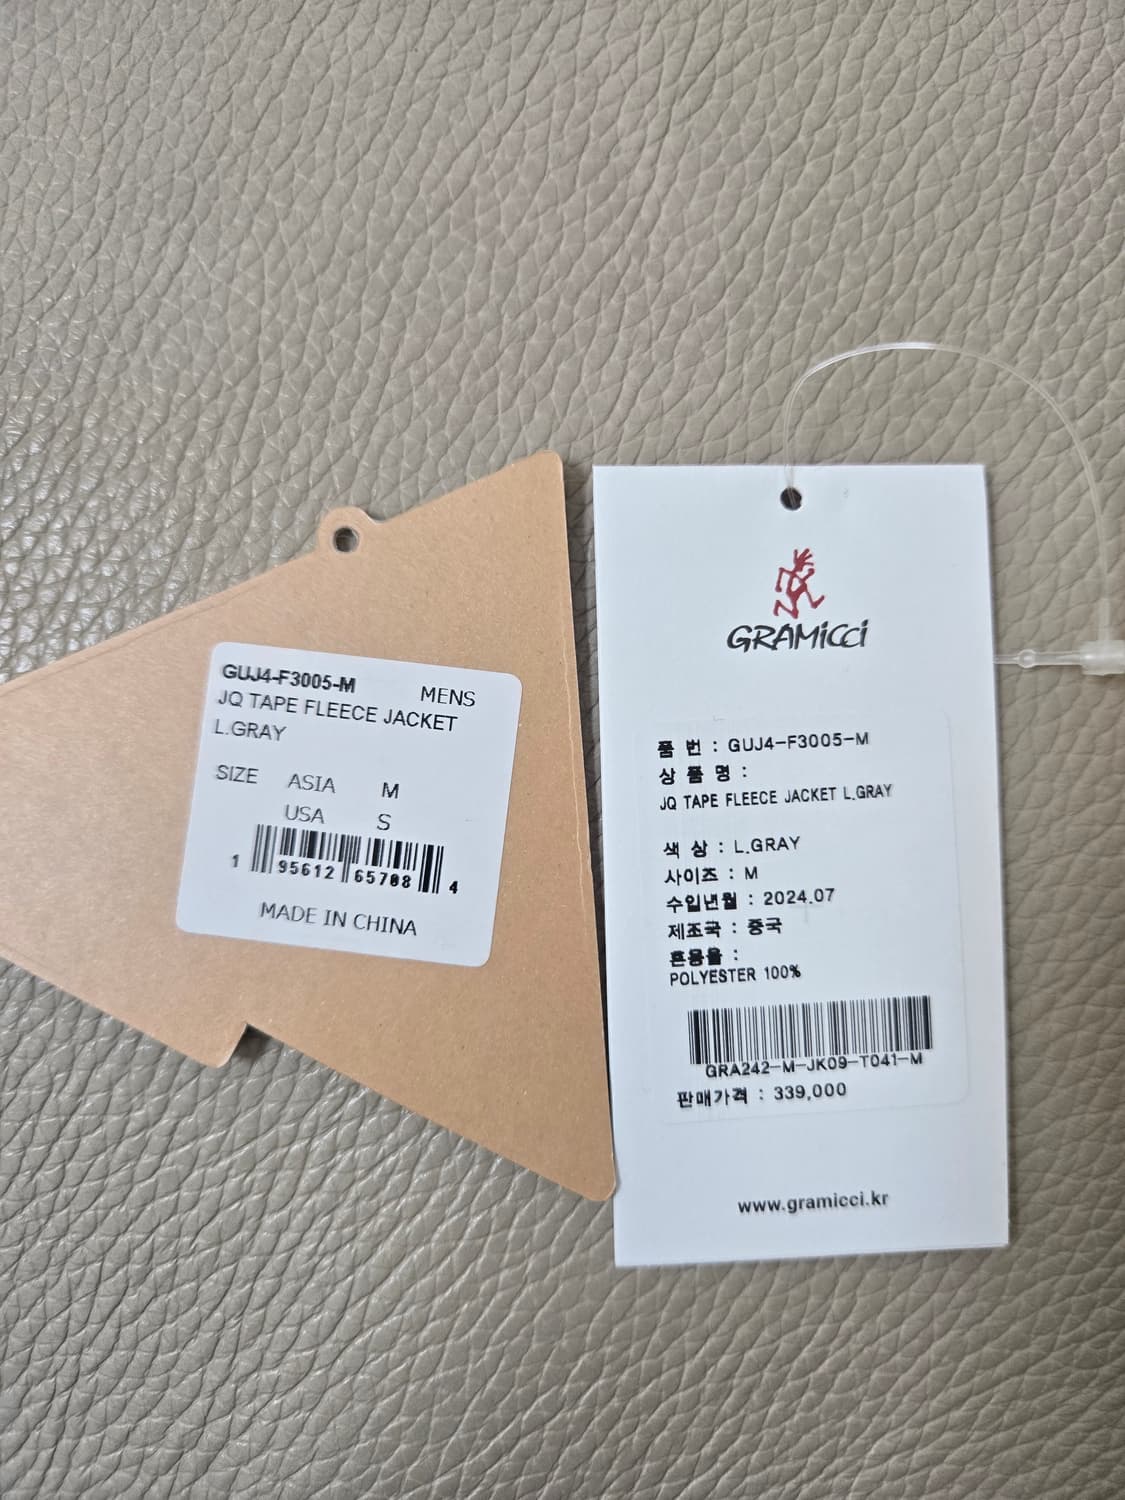 GUJ4-F3005-M MENS
JQ TAPE FLEECE JACKET
L.GRAY
SIZE ASIA M
USA S
1 95612 65788 4
MADE IN CHINA
GRAMiCCi
품 번 : GUJ4-F3005-M
상 품 명 :
JQ TAPE FLEECE JACKET L.GRAY
색 상 : L.GRAY
사이즈 : M
수입년월 : 2024.07
제조국 : 중국
혼용율 :
POLYESTER 100%
GRA242-M-JK09-T041-M
판매가격 : 339,000
www.gramicci.kr